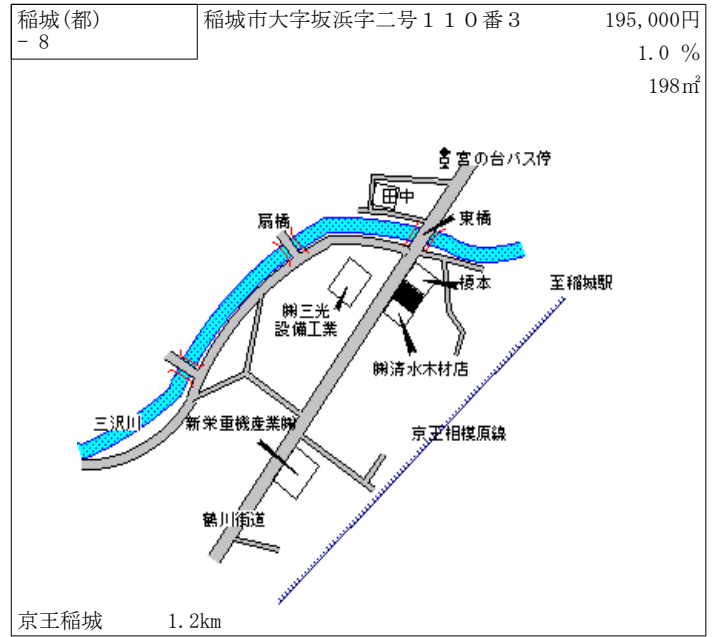 稲城(都)
- 8
稲城市大字坂浜字二号１１０番３
195,000円
1.0 %
198㎡
宮の台バス停
田中
東橋
扇橋
榎本
至稲城駅
㈱三光
設備工業
㈱清水木材店
三沢川
新栄重機産業㈱
京王相模原線
鶴川街道
京王稲城
1.2km